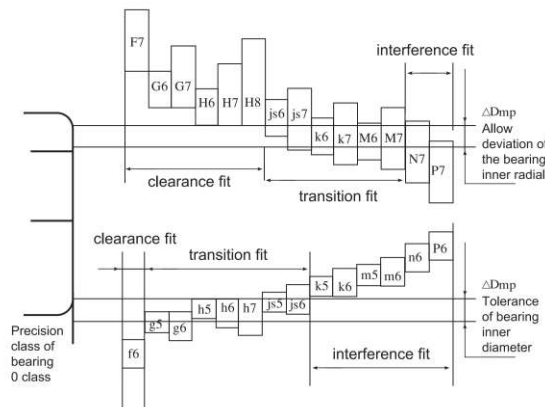 F7
interference fit
G6
G7
H6
H7
H8
js6
js7
k6
k7
M6
M7
N7
P7
△Dmp
Allow
deviation of
the bearing
inner radial
clearance fit
transition fit
clearance fit
transition fit
g5
g6
h5
h6
h7
js5
js6
k5
k6
m5
m6
n6
P6
△Dmp
Tolerance
of bearing
inner
diameter
Precision
class of
bearing
0 class
f6
interference fit